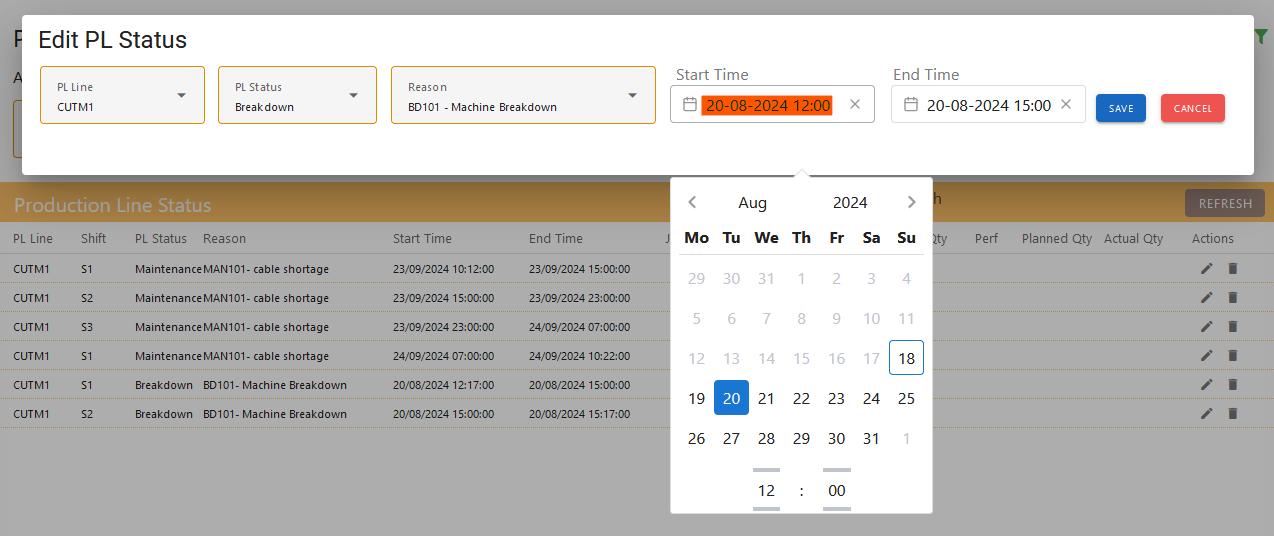 Edit PL Status
PL Line
CUTM1
PL Status
Breakdown
Reason
BD101 - Machine Breakdown
Start Time
20-08-2024 12:00
End Time
20-08-2024 15:00
SAVE
CANCEL
Production Line Status
REFRESH
Aug 2024
Mo Tu We Th Fr Sa Su
29 30 31 1 2 3 4
5 6 7 8 9 10 11
12 13 14 15 16 17 18
19 20 21 22 23 24 25
26 27 28 29 30 31 1
12 : 00
PL Line Shift PL Status Reason Start Time End Time Qty Perf Planned Qty Actual Qty Actions
CUTM1 S1 Maintenance MAN101- cable shortage 23/09/2024 10:12:00 23/09/2024 15:00:00
CUTM1 S2 Maintenance MAN101- cable shortage 23/09/2024 15:00:00 23/09/2024 23:00:00
CUTM1 S3 Maintenance MAN101- cable shortage 23/09/2024 23:00:00 24/09/2024 07:00:00
CUTM1 S1 Maintenance MAN101- cable shortage 24/09/2024 07:00:00 24/09/2024 10:22:00
CUTM1 S1 Breakdown BD101- Machine Breakdown 20/08/2024 12:17:00 20/08/2024 15:00:00
CUTM1 S2 Breakdown BD101- Machine Breakdown 20/08/2024 15:00:00 20/08/2024 15:17:00